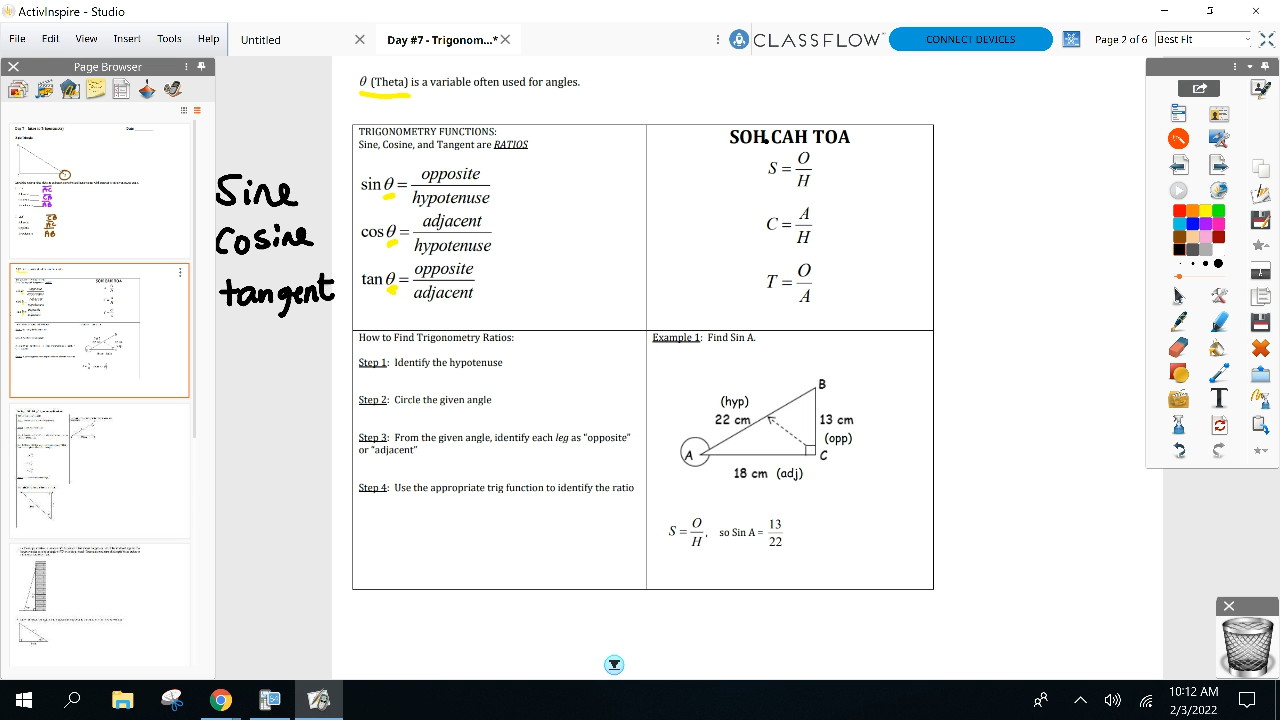 ActivInspire - Studio
File Edit View Insert Tools Help
Untitled
Day #7 - Trigonom...*
CLASSFLOW
CONNECT DEVICES
Page 2 of 6
Best Fit
Page Browser
Sine
Cosine
tangent
θ (Theta) is a variable often used for angles.
TRIGONOMETRY FUNCTIONS:
Sine, Cosine, and Tangent are RATIOS
sin θ = opposite / hypotenuse
cos θ = adjacent / hypotenuse
tan θ = opposite / adjacent
SOH CAH TOA
S = O / H
C = A / H
T = O / A
How to Find Trigonometry Ratios:
Step 1: Identify the hypotenuse
Step 2: Circle the given angle
Step 3: From the given angle, identify each leg as "opposite"
or "adjacent"
Step 4: Use the appropriate trig function to identify the ratio
Example 1: Find Sin A.
B
(hyp)
22 cm
13 cm
(opp)
A
C
18 cm (adj)
S = O / H, so Sin A = 13 / 22
10:12 AM
2/3/2022